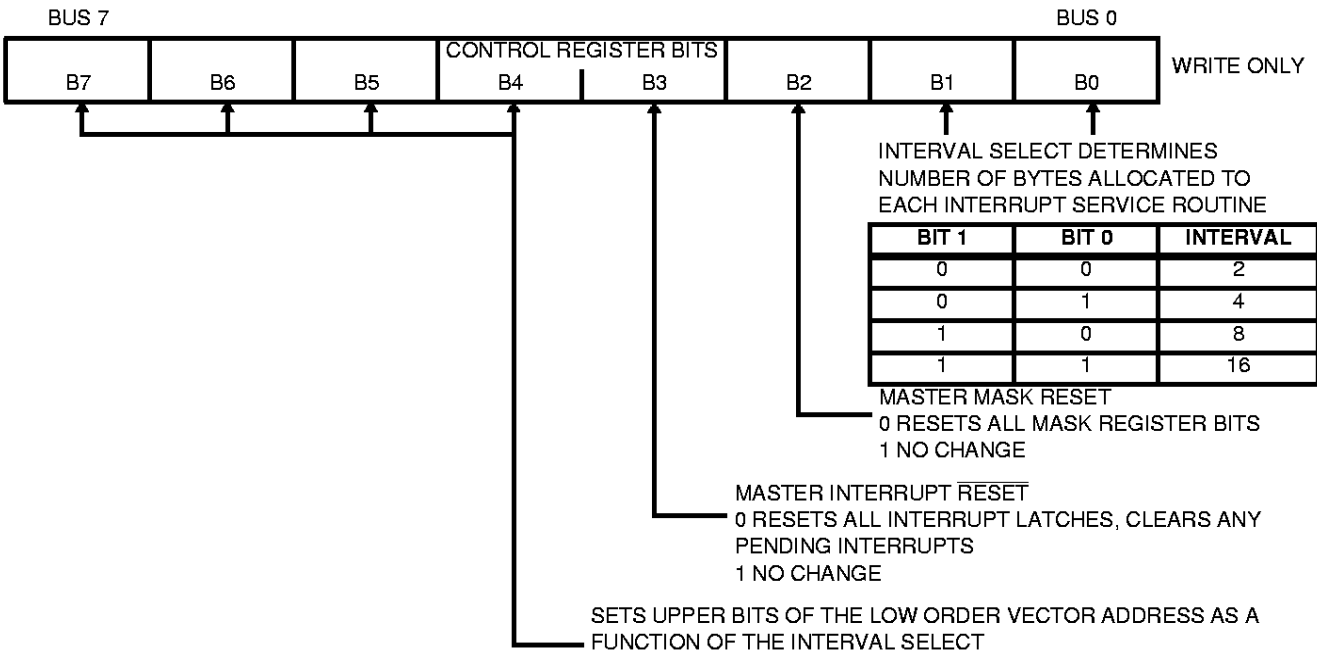 BUS 7 BUS 0
CONTROL REGISTER BITS
B7 B6 B5 B4 B3 B2 B1 B0
WRITE ONLY
INTERVAL SELECT DETERMINES
NUMBER OF BYTES ALLOCATED TO
EACH INTERRUPT SERVICE ROUTINE
BIT 1 BIT 0 INTERVAL
0 0 2
0 1 4
1 0 8
1 1 16
MASTER MASK RESET
0 RESETS ALL MASK REGISTER BITS
1 NO CHANGE
MASTER INTERRUPT RESET
0 RESETS ALL INTERRUPT LATCHES, CLEARS ANY
PENDING INTERRUPTS
1 NO CHANGE
SETS UPPER BITS OF THE LOW ORDER VECTOR ADDRESS AS A
FUNCTION OF THE INTERVAL SELECT